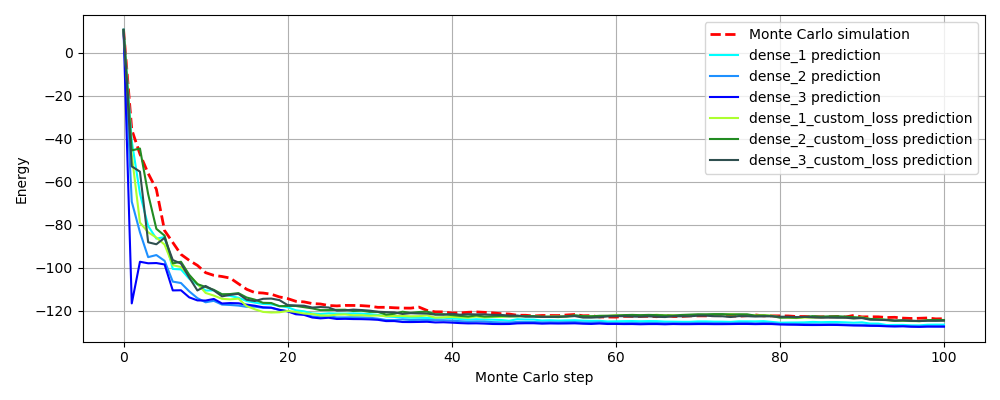 Monte Carlo simulation
dense_1 prediction
dense_2 prediction
dense_3 prediction
dense_1_custom_loss prediction
dense_2_custom_loss prediction
dense_3_custom_loss prediction
Energy
0
−20
−40
−60
−80
−100
−120
0 20 40 60 80 100
Monte Carlo step